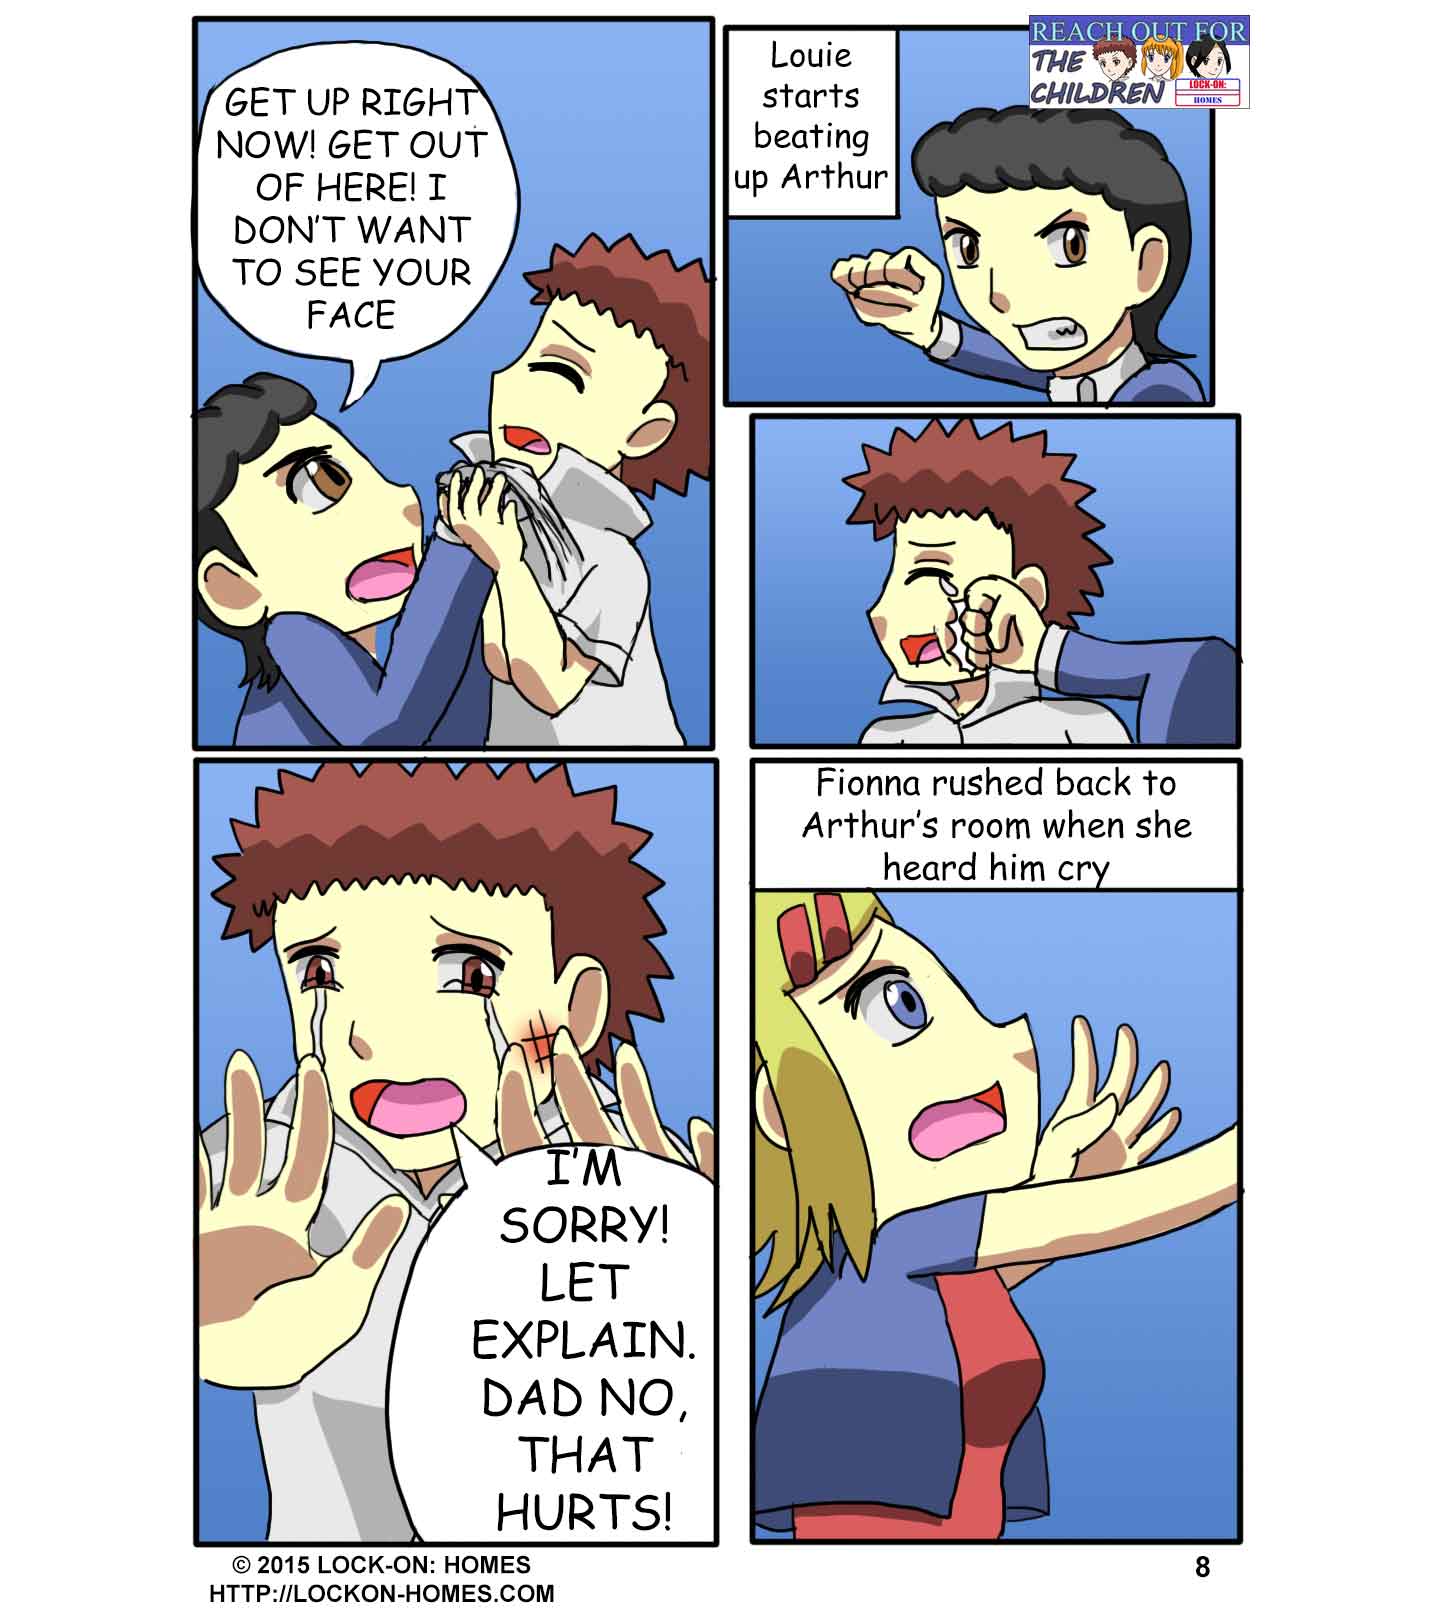 GET UP RIGHT
NOW! GET OUT
OF HERE! I
DON'T WANT
TO SEE YOUR
FACE
Louie
starts
beating
up Arthur
REACH OUT FOR
THE
CHILDREN
LOCK-ON:
HOMES
I'M
SORRY!
LET
EXPLAIN.
DAD NO,
THAT
HURTS!
Fionna rushed back to
Arthur's room when she
heard him cry
© 2015 LOCK-ON: HOMES
HTTP://LOCKON-HOMES.COM
8